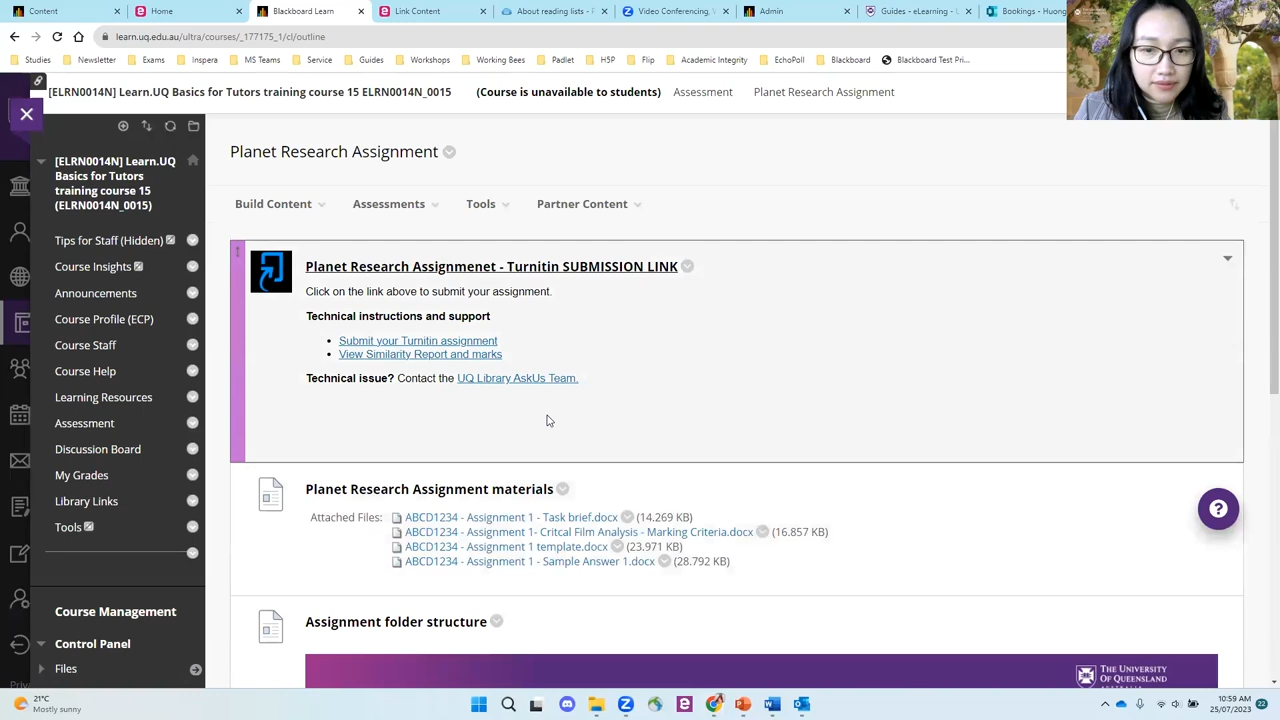 Content
Home
Blackboard Learn
Link Content
About reading lists - F
Video Conferencing, V
Admin
Guides - eLearning - L
Bookings - Huong
learn.uq.edu.au/ultra/courses/_177175_1/cl/outline
Studies
Newsletter
Exams
Inspera
MS Teams
Service
Guides
Workshops
Working Bees
Padlet
H5P
Flip
Academic Integrity
EchoPoll
Blackboard
Blackboard Test Pri...
[ELRN0014N] Learn.UQ Basics for Tutors training course 15 ELRN0014N_0015
(Course is unavailable to students)
Assessment
Planet Research Assignment
[ELRN0014N] Learn.UQ
Basics for Tutors
training course 15
(ELRN0014N_0015)
Tips for Staff (Hidden)
Course Insights
Announcements
Course Profile (ECP)
Course Staff
Course Help
Learning Resources
Assessment
Discussion Board
My Grades
Library Links
Tools
Course Management
Control Panel
Files
Planet Research Assignment
Build Content
Assessments
Tools
Partner Content
Planet Research Assignmenet - Turnitin SUBMISSION LINK
Click on the link above to submit your assignment.
Technical instructions and support
Submit your Turnitin assignment
View Similarity Report and marks
Technical issue? Contact the UQ Library AskUs Team.
Planet Research Assignment materials
Attached Files:
ABCD1234 - Assignment 1 - Task brief.docx (14.269 KB)
ABCD1234 - Assignment 1- Critcal Film Analysis - Marking Criteria.docx (16.857 KB)
ABCD1234 - Assignment 1 template.docx (23.971 KB)
ABCD1234 - Assignment 1 - Sample Answer 1.docx (28.792 KB)
Assignment folder structure
THE UNIVERSITY
OF QUEENSLAND
Priv
21°C
Mostly sunny
10:59 AM
25/07/2023
22